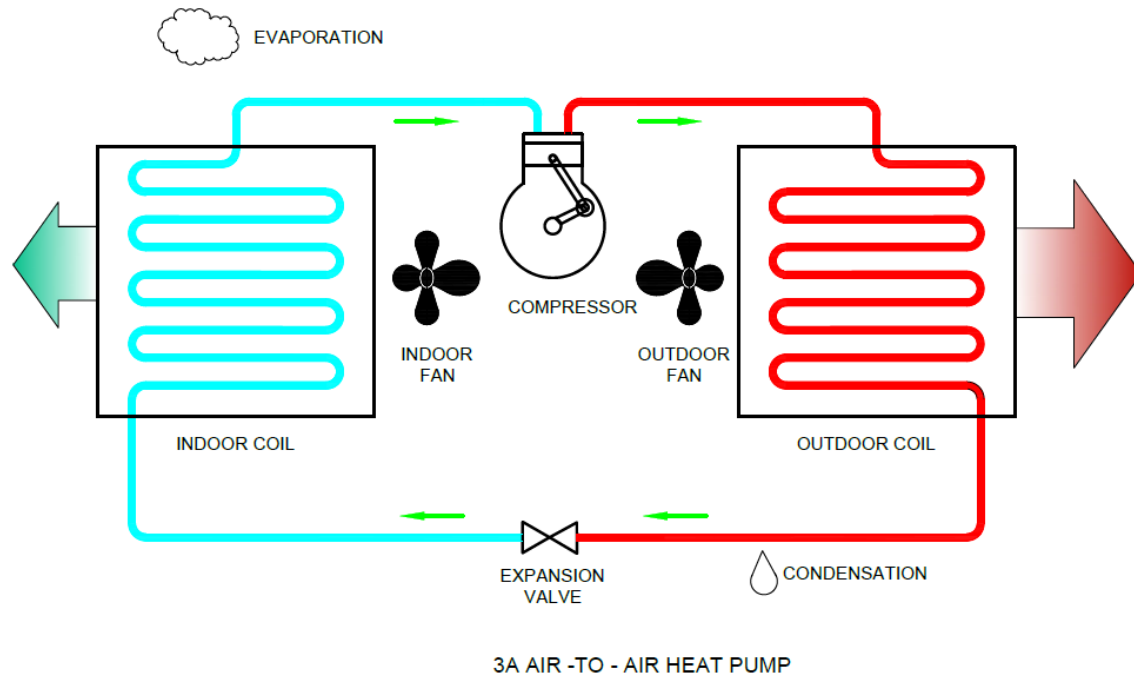 EVAPORATION
COMPRESSOR
INDOOR
FAN
OUTDOOR
FAN
INDOOR COIL
OUTDOOR COIL
EXPANSION
VALVE
CONDENSATION
3A AIR -TO - AIR HEAT PUMP